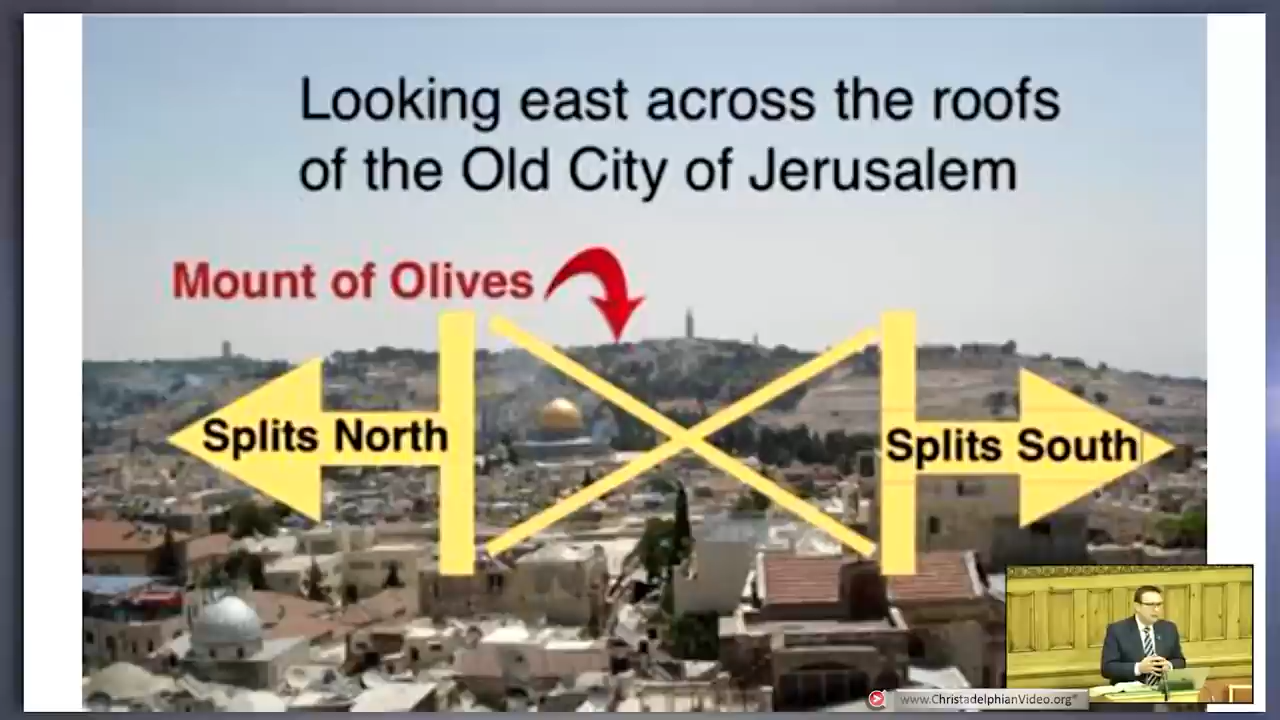 Looking east across the roofs
of the Old City of Jerusalem
Mount of Olives
Splits North
Splits South
www.ChristadelphianVideo.org